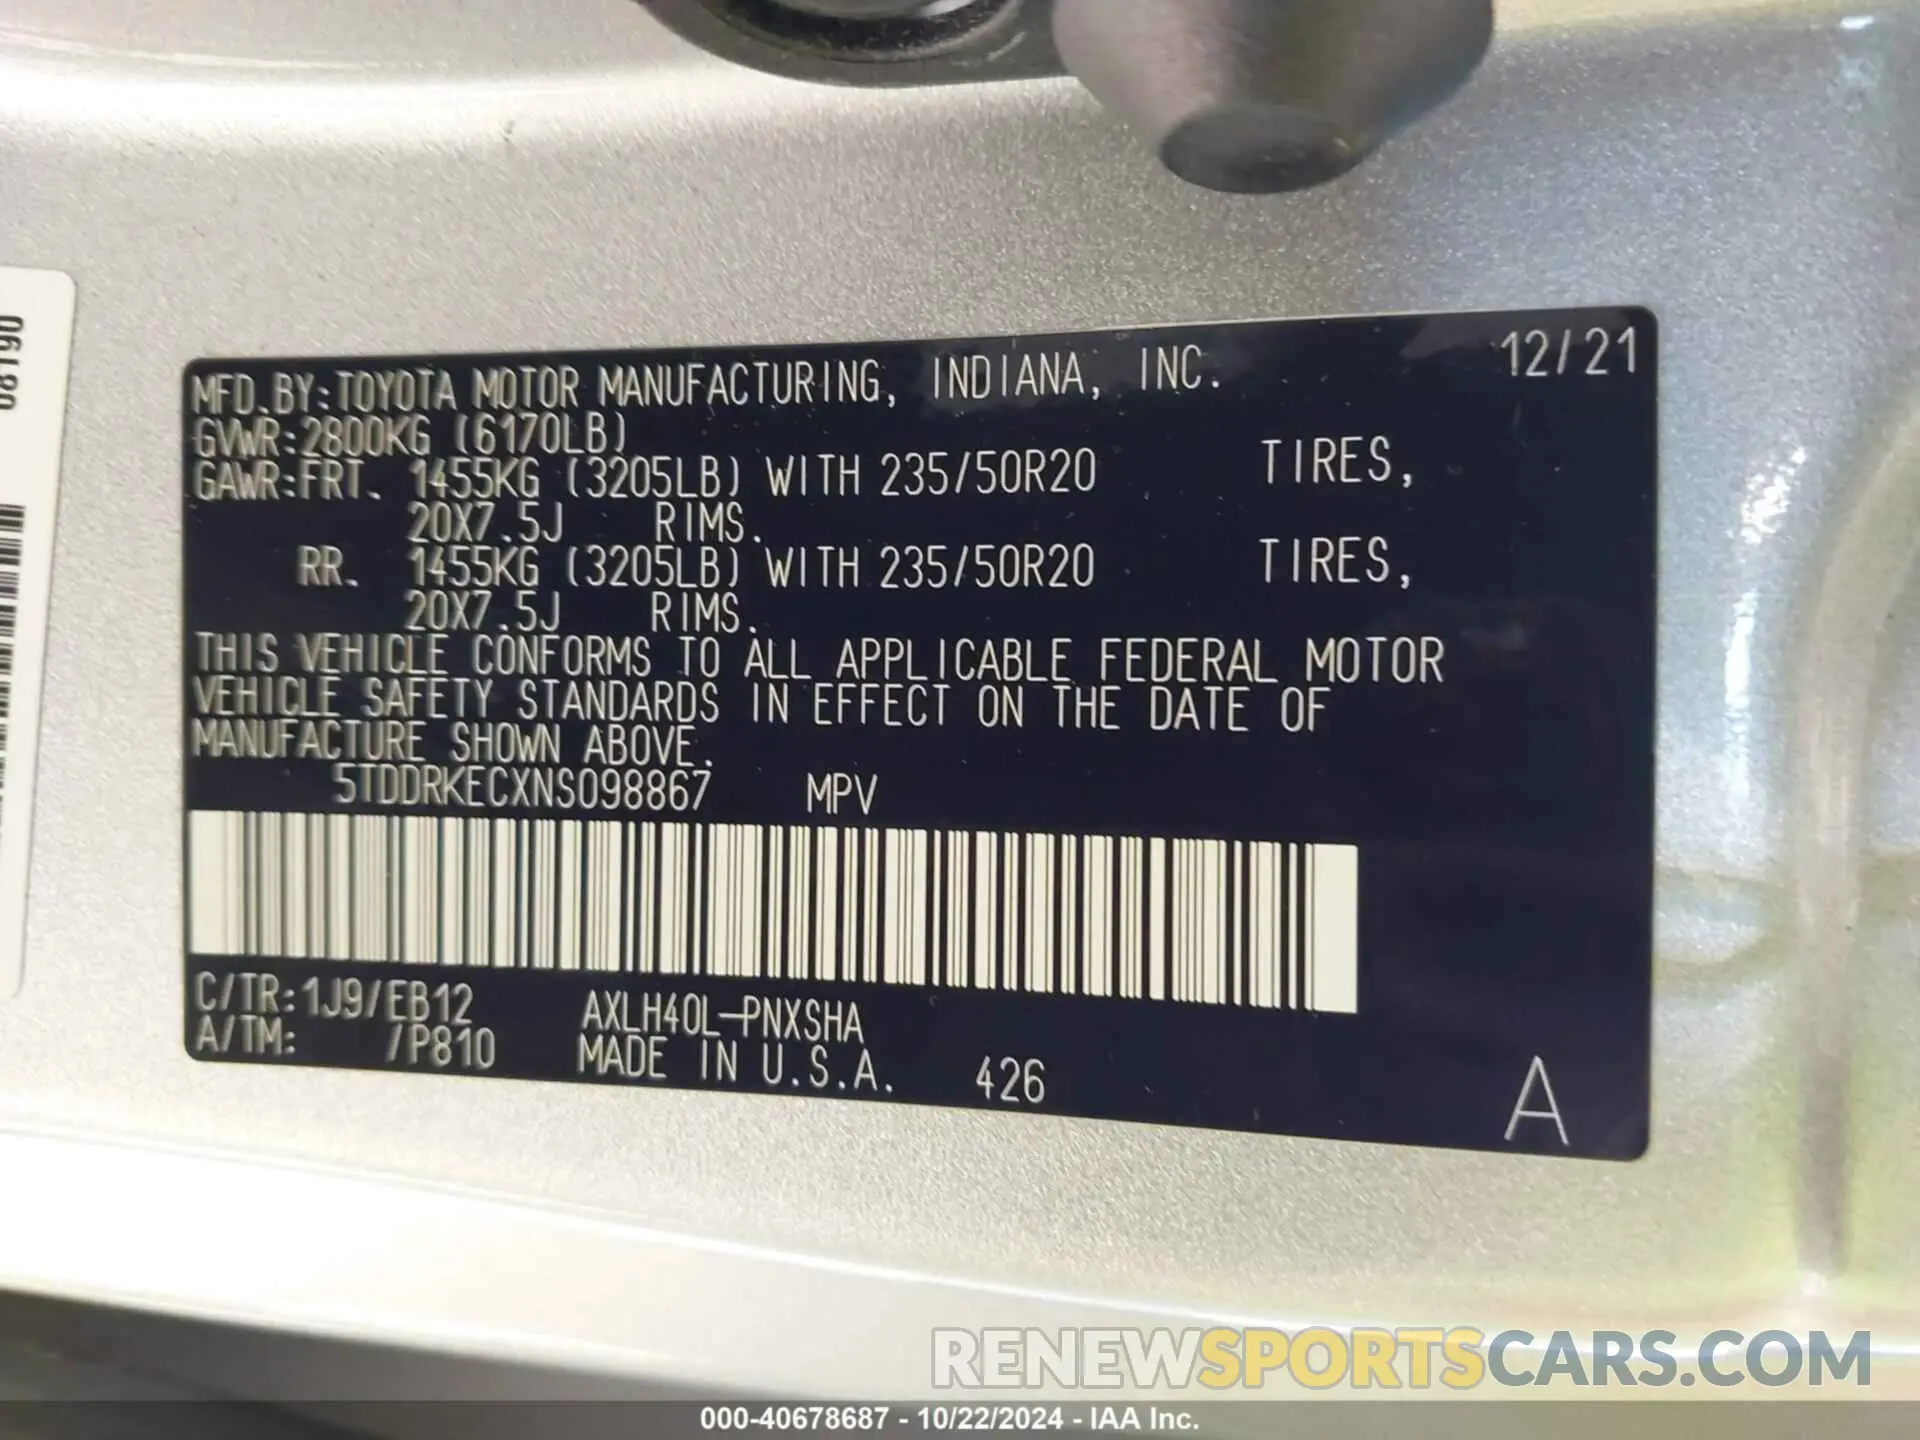 06190
MFD.BY:TOYOTA MOTOR MANUFACTURING, INDIANA, INC. 12/21
GVWR:2800KG (6170LB)
GAWR:FRT. 1455KG (3205LB) WITH 235/50R20 TIRES,
20X7.5J RIMS.
RR. 1455KG (3205LB) WITH 235/50R20 TIRES,
20X7.5J RIMS.
THIS VEHICLE CONFORMS TO ALL APPLICABLE FEDERAL MOTOR
VEHICLE SAFETY STANDARDS IN EFFECT ON THE DATE OF
MANUFACTURE SHOWN ABOVE.
5TDDRKECXNS098867 MPV
C/TR:1J9/EB12 AXLH40L-PNXSHA
A/TM: /P810 MADE IN U.S.A. 426 A
RENEWSPORTSCARS.COM
000-40678687 - 10/22/2024 - IAA Inc.